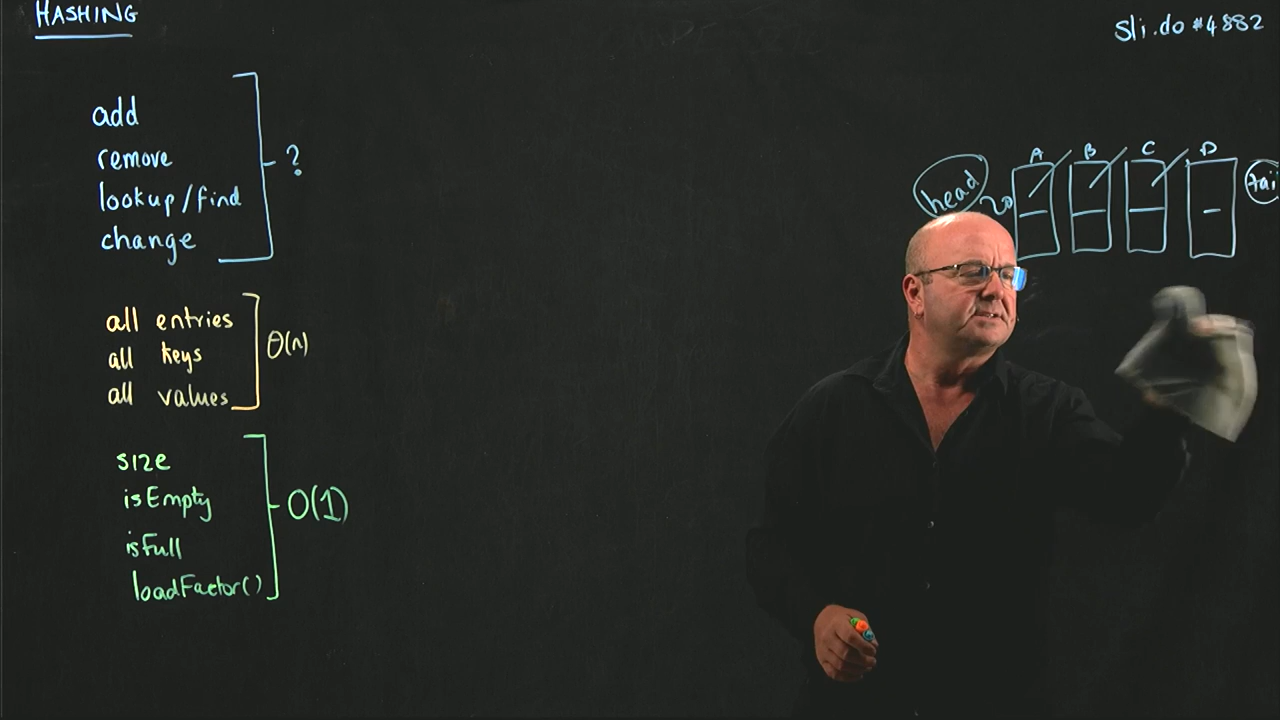 HASHING
Sli.do #4882
add
remove
lookup/find
change
?
all entries
all keys
all values
θ(n)
size
isEmpty
isFull
loadFactor()
O(1)
A B C D
head
tai